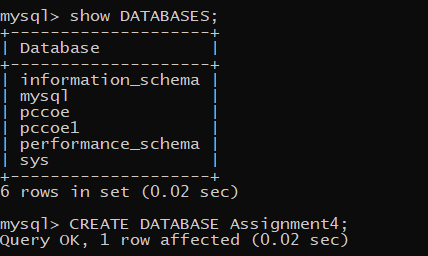 mysql> show DATABASES;
+--------------------+
| Database           |
+--------------------+
| information_schema |
| mysql              |
| pccoe              |
| pccoe1             |
| performance_schema |
| sys                |
+--------------------+
6 rows in set (0.02 sec)
mysql> CREATE DATABASE Assignment4;
Query OK, 1 row affected (0.02 sec)